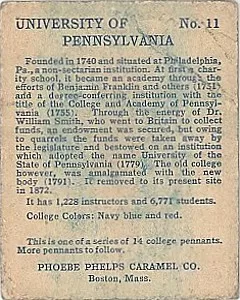 UNIVERSITY OF No. 11
PENNSYLVANIA
Founded in 1740 and situated at Philadelphia,
Pa., a non-sectarian institution. At first a char-
ity school, it became an academy through the
efforts of Benjamin Franklin and others (1751)
and a degree-conferring institution with the
title of the College and Academy of Pennsyl-
vania (1755). Through the energy of Dr.
William Smith, who went to Britain to collect
funds, an endowment was secured, but owing
to quarrels the funds were taken away by
the legislature and bestowed on an institution
which adopted the name University of the
State of Pennsylvania (1779). The old college
however, was amalgamated with the new
body (1791). It removed to its present site
in 1872.
It has 1,228 instructors and 6,771 students.
College Colors: Navy blue and red.
This is one of a series of 14 college pennants.
More pennants to follow.
PHOEBE PHELPS CARAMEL CO.
Boston, Mass.